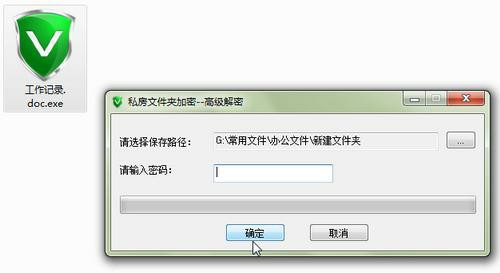 工作记录.
doc.exe
私房文件夹加密--高级解密
请选择保存路径：
G:\常用文件\办公文件\新建文件夹
...
请输入密码：
确定
取消